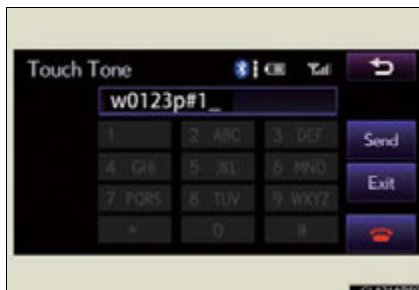 Touch Tone
w0123p#1_
1
2 ABC
3 DEF
Send
4 GHI
5 JKL
6 MNO
Exit
7 PQRS
8 TUV
9 WXYZ
*
0
#